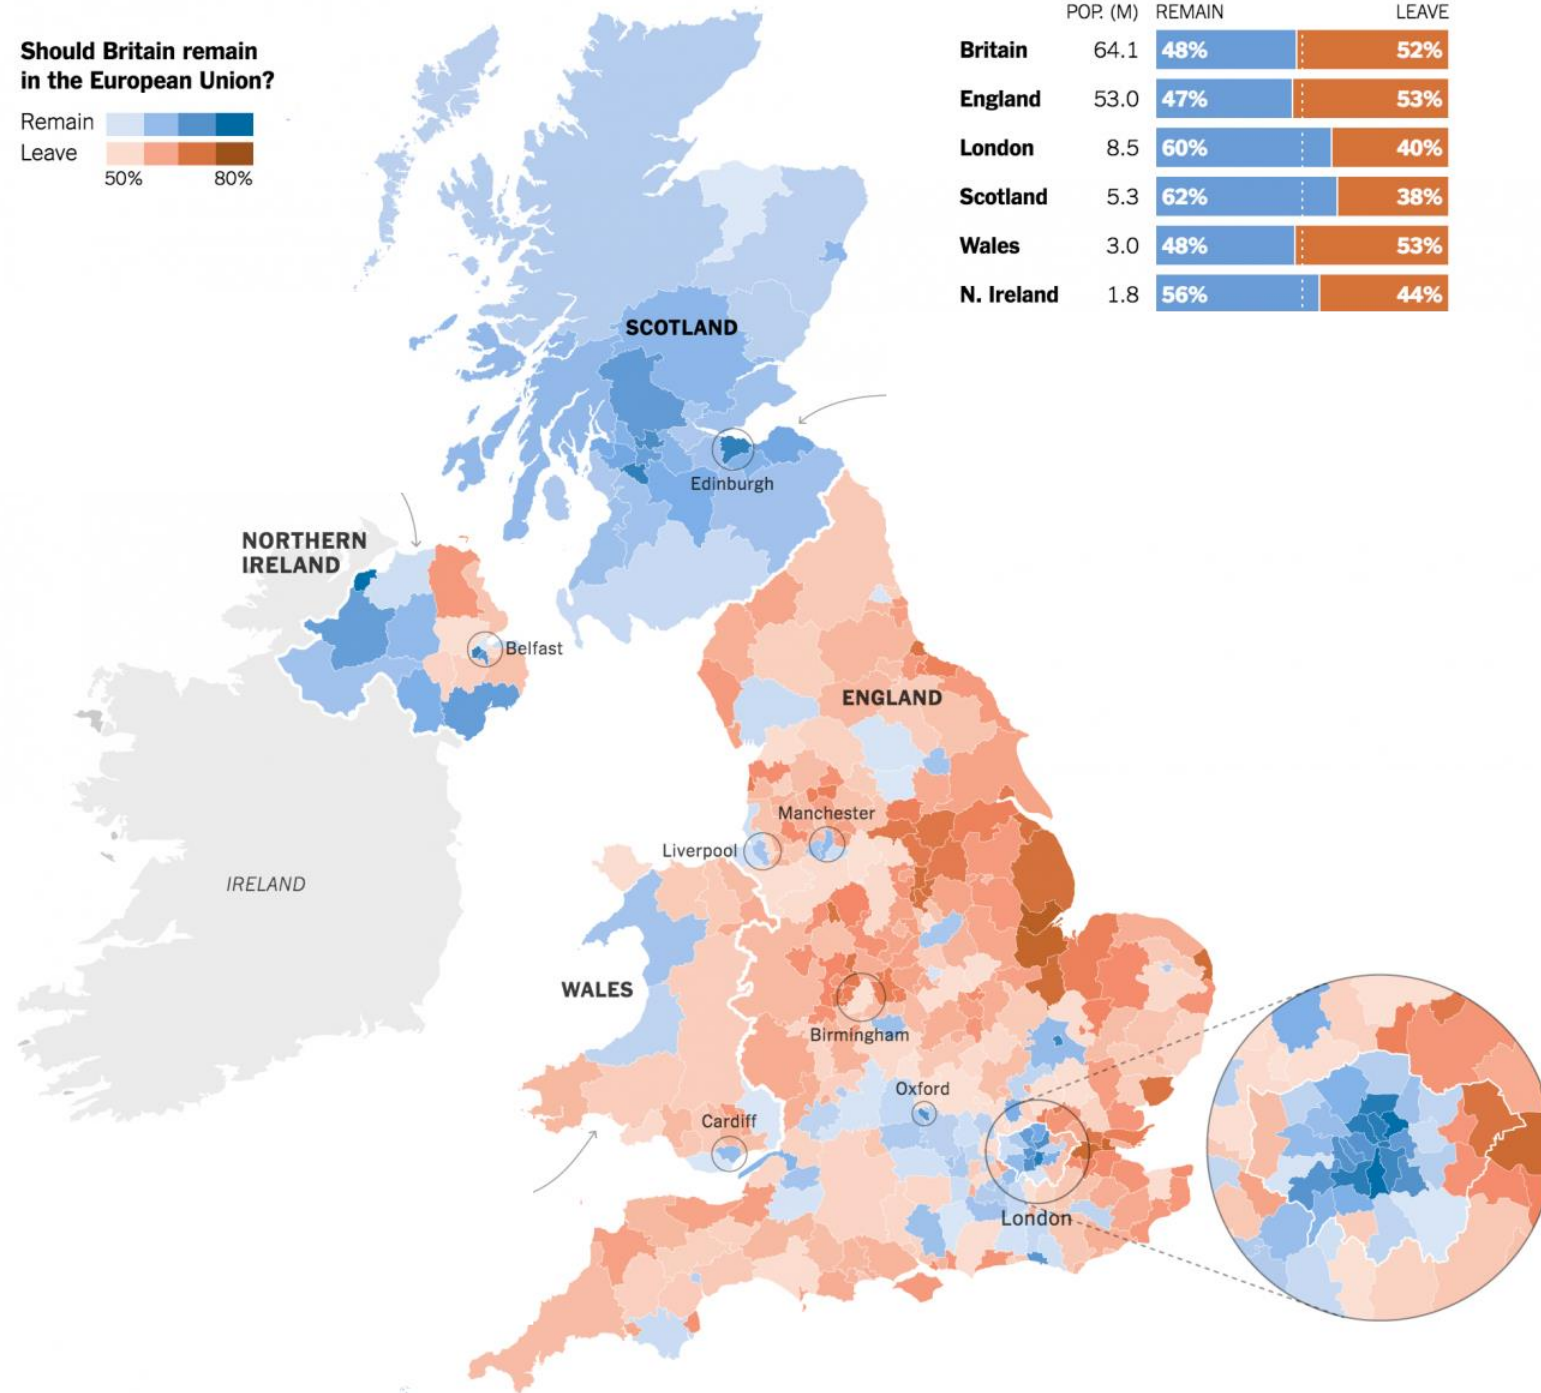 Should Britain remain
in the European Union?
Remain
Leave
50% 80%
POP. (M) REMAIN LEAVE
Britain 64.1 48% 52%
England 53.0 47% 53%
London 8.5 60% 40%
Scotland 5.3 62% 38%
Wales 3.0 48% 53%
N. Ireland 1.8 56% 44%
SCOTLAND
Edinburgh
NORTHERN
IRELAND
Belfast
ENGLAND
Manchester
Liverpool
IRELAND
WALES
Birmingham
Oxford
Cardiff
London